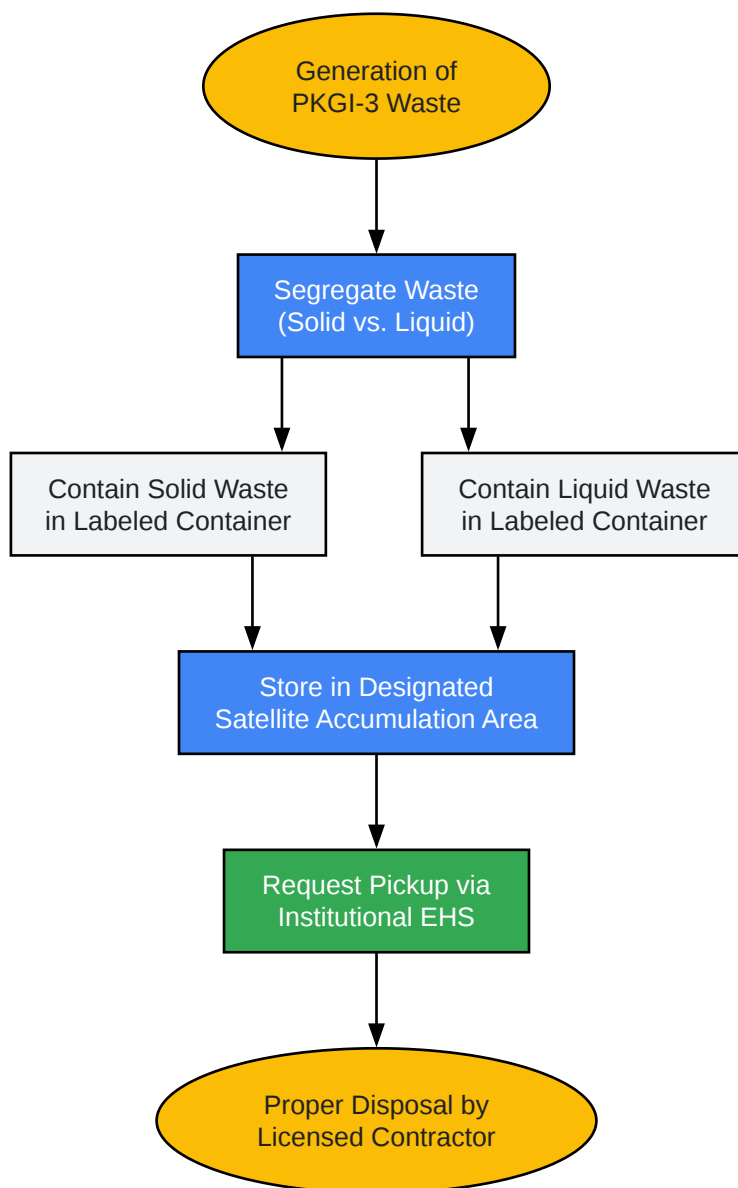 Generation of
PKGI-3 Waste
Segregate Waste
(Solid vs. Liquid)
Contain Solid Waste
in Labeled Container
Contain Liquid Waste
in Labeled Container
Store in Designated
Satellite Accumulation Area
Request Pickup via
Institutional EHS
Proper Disposal by
Licensed Contractor